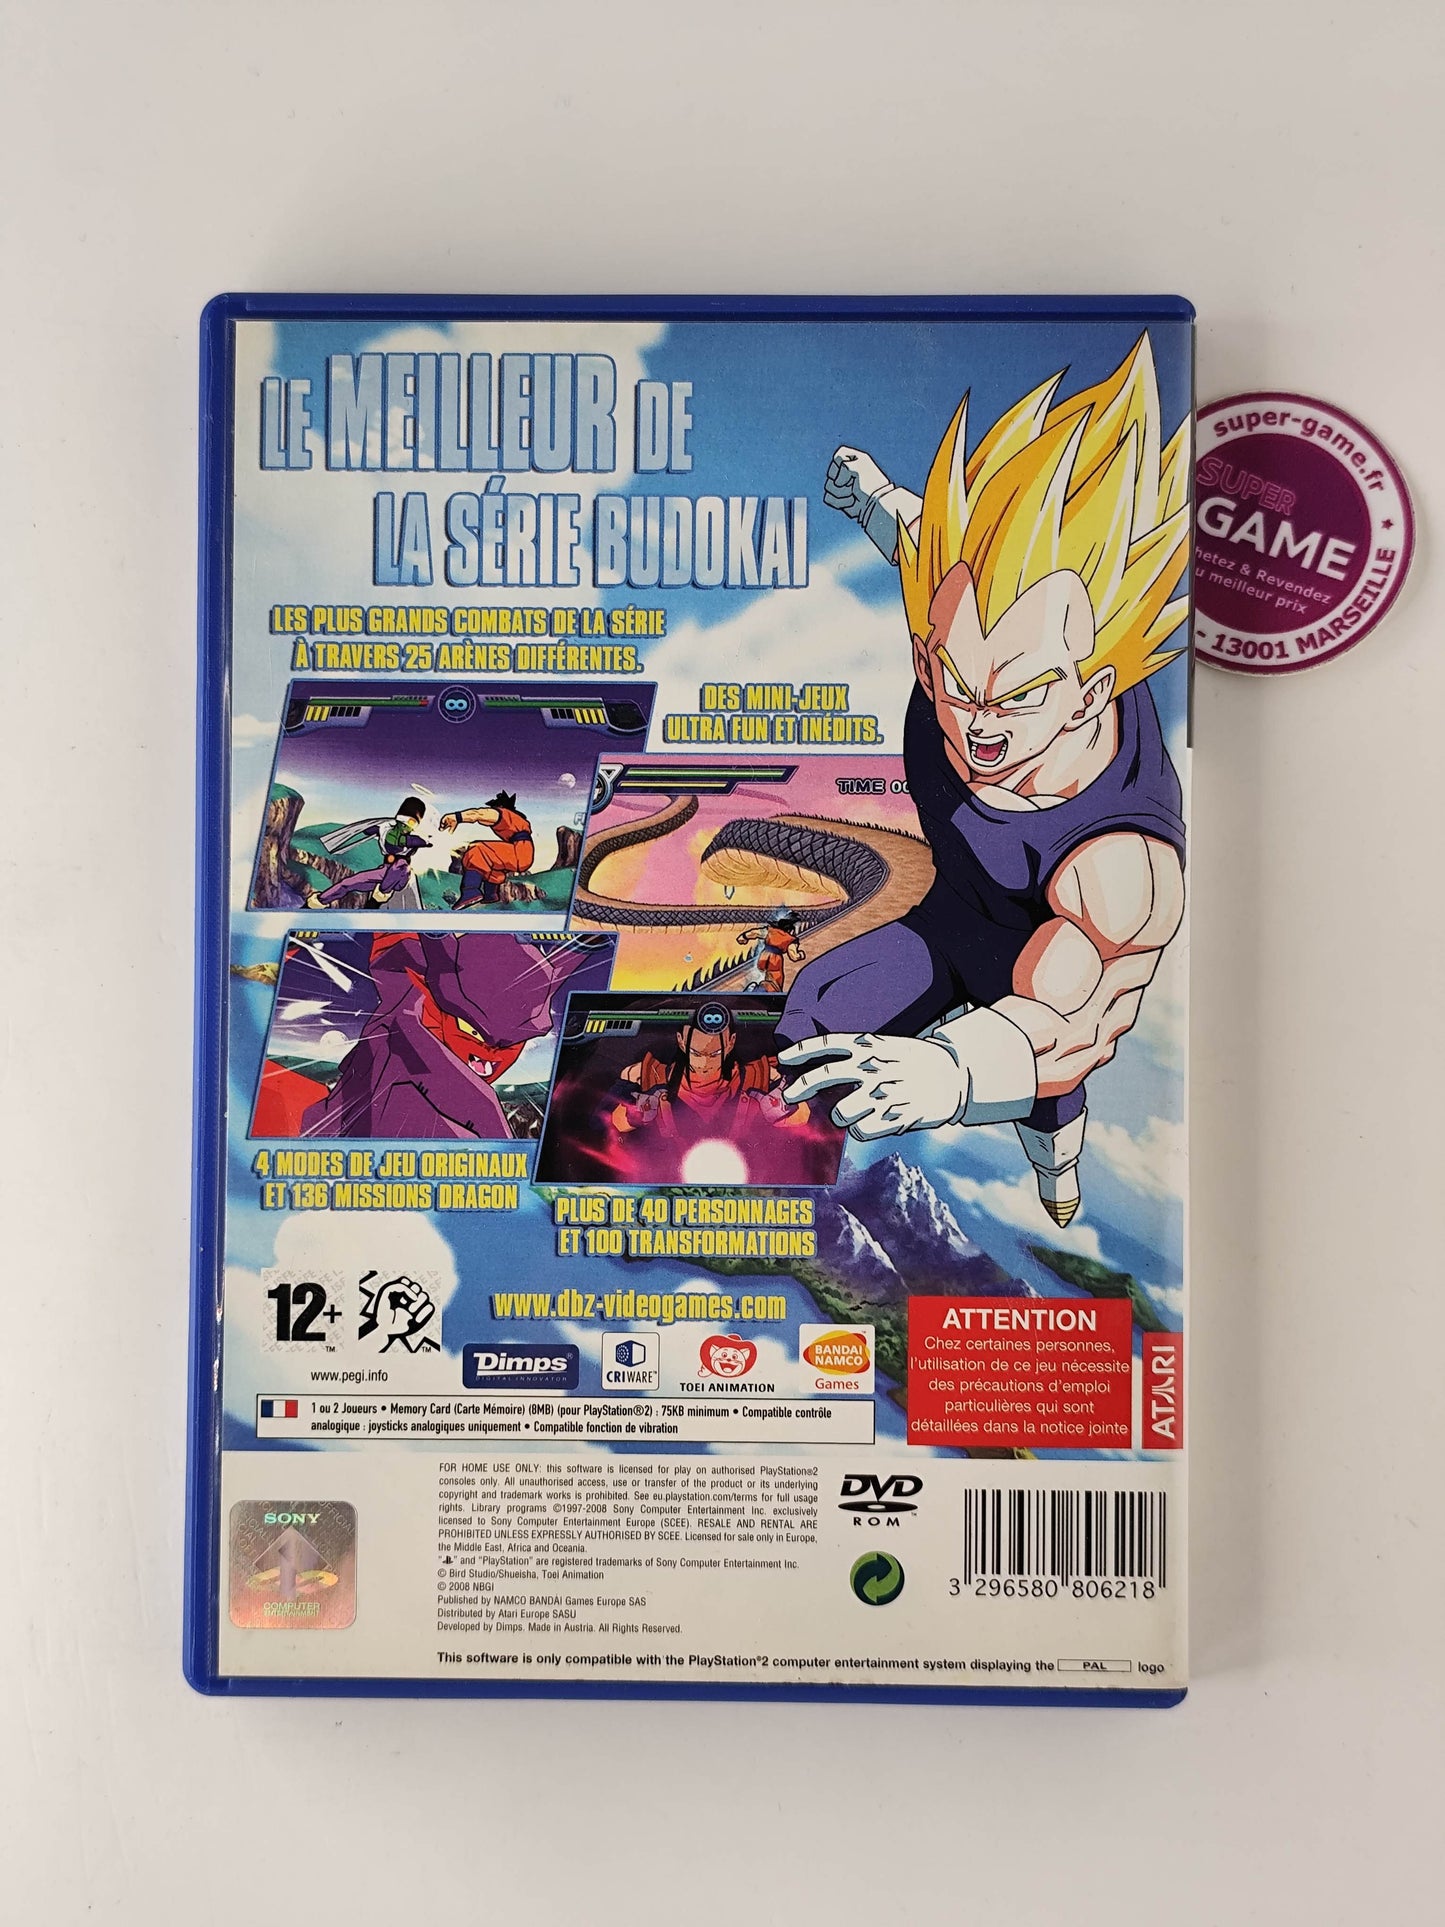 LE MEILLEUR DE
LA SÉRIE BUDOKAI
LES PLUS GRANDS COMBATS DE LA SÉRIE
À TRAVERS 25 ARÈNES DIFFÉRENTES.
DES MINI-JEUX
ULTRA FUN ET INÉDITS.
TIME
4 MODES DE JEU ORIGINAUX
ET 136 MISSIONS DRAGON
PLUS DE 40 PERSONNAGES
ET 100 TRANSFORMATIONS
12+
TM
TM
www.pegi.info
www.dbz-videogames.com
Dimps®
DIGITAL INNOVATOR
CRIWARE™
TOEI ANIMATION
BANDAI
NAMCO
Games
ATTENTION
Chez certaines personnes,
l'utilisation de ce jeu nécessite
des précautions d'emploi
particulières qui sont
détaillées dans la notice jointe
ATARI
1 ou 2 Joueurs • Memory Card (Carte Mémoire) (8MB) (pour PlayStation®2) : 75KB minimum • Compatible contrôle
analogique : joysticks analogiques uniquement • Compatible fonction de vibration
FOR HOME USE ONLY: this software is licensed for play on authorised PlayStation®2
consoles only. All unauthorised access, use or transfer of the product or its underlying
copyright and trademark works is prohibited. See eu.playstation.com/terms for full usage
rights. Library programs ©1997-2008 Sony Computer Entertainment Inc. exclusively
licensed to Sony Computer Entertainment Europe (SCEE). RESALE AND RENTAL ARE
PROHIBITED UNLESS EXPRESSLY AUTHORISED BY SCEE. Licensed for sale only in Europe,
the Middle East, Africa and Oceania.
"" and "PlayStation" are registered trademarks of Sony Computer Entertainment Inc.
© Bird Studio/Shueisha, Toei Animation
© 2008 NBGI
Published by NAMCO BANDAI Games Europe SAS
Distributed by Atari Europe SASU
Developed by Dimps. Made in Austria. All Rights Reserved.
This software is only compatible with the PlayStation®2 computer entertainment system displaying the PAL logo
DVD
ROM
3 296580 806218
SONY
COMPUTER
ENTERTAINMENT
super-game.fr
SUPER
GAME
hetez & Revendez
u meilleur prix
- 13001 MARSEILLE ★